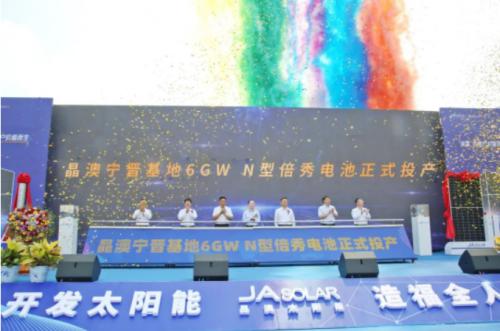 晶澳宁晋基地6GW N型倍秀电池正式投产
晶澳宁晋基地6GW N型倍秀电池正式投产
开发太阳能 JA SOLAR 造福全人
晶澳太阳能